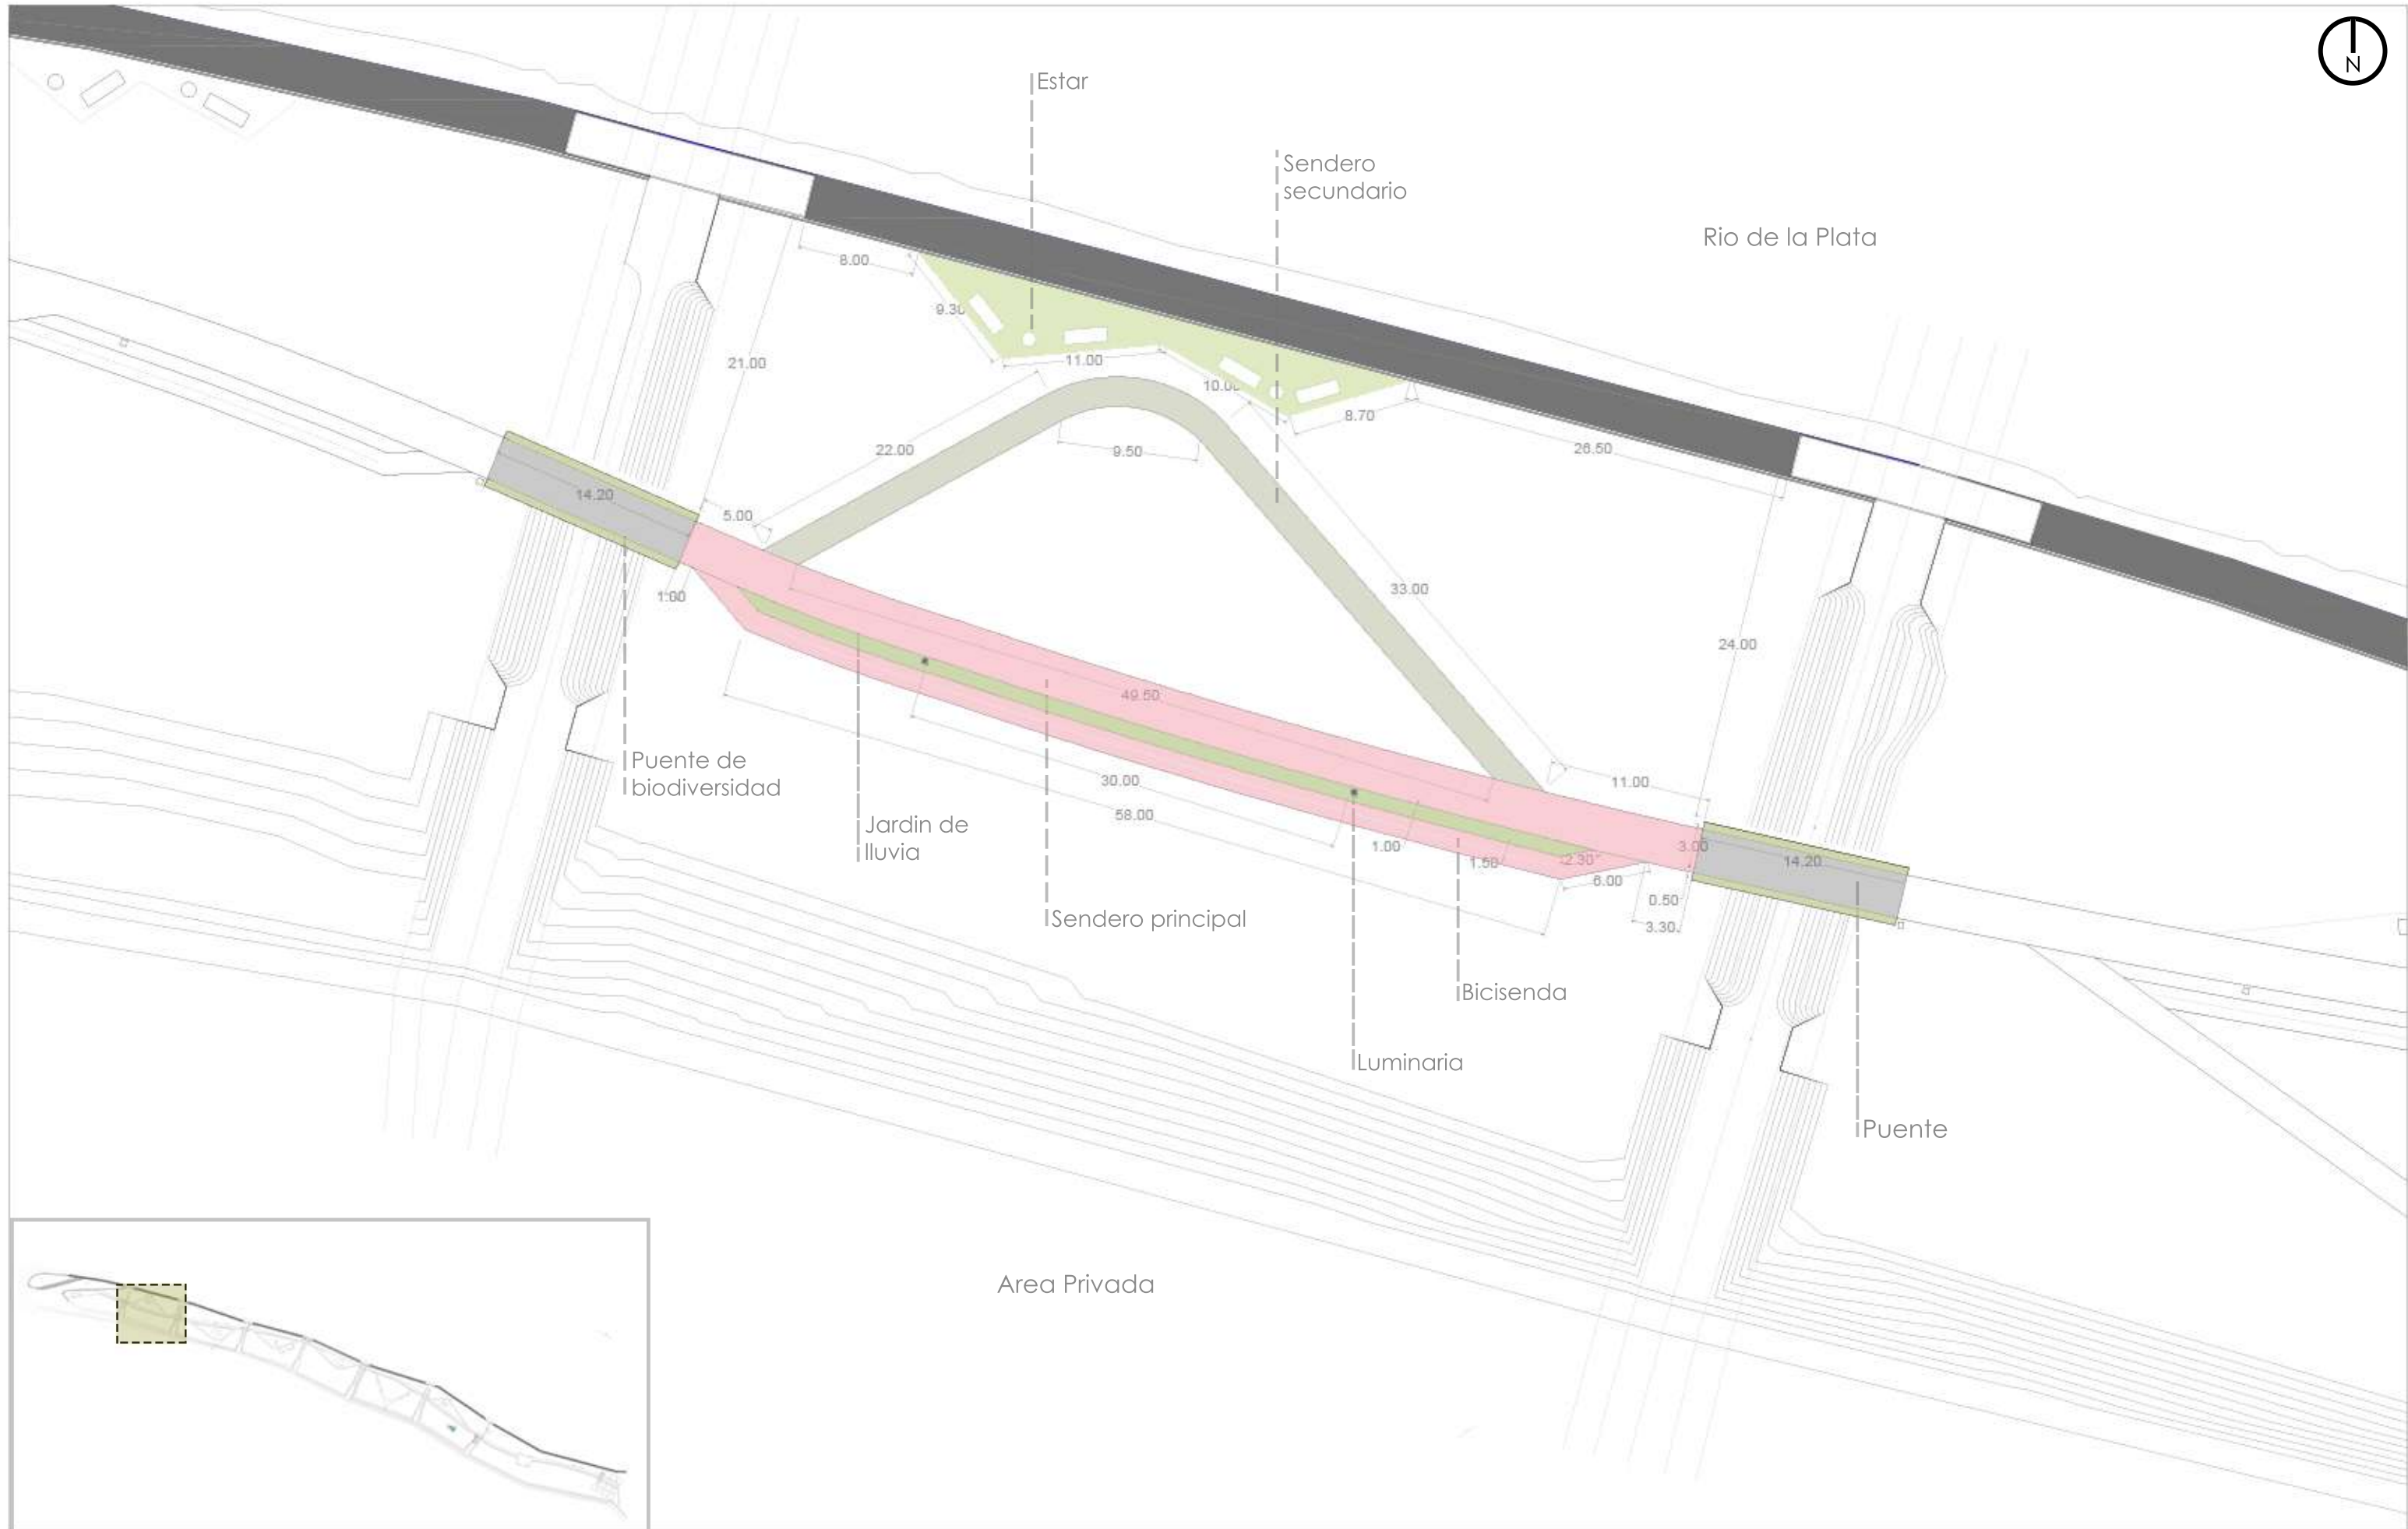 N
Estar
Sendero
secundario
Rio de la Plata
8.00
9.30
21.00
11.00
10.00
8.70
22.00
9.50
26.50
14.20
5.00
1.00
33.00
24.00
49.50
Puente de
biodiversidad
30.00
11.00
58.00
Jardin de
lluvia
1.00
1.50
2.30
3.00
14.20
6.00
0.50
3.30
Sendero principal
Bicisenda
Luminaria
Puente
Area Privada